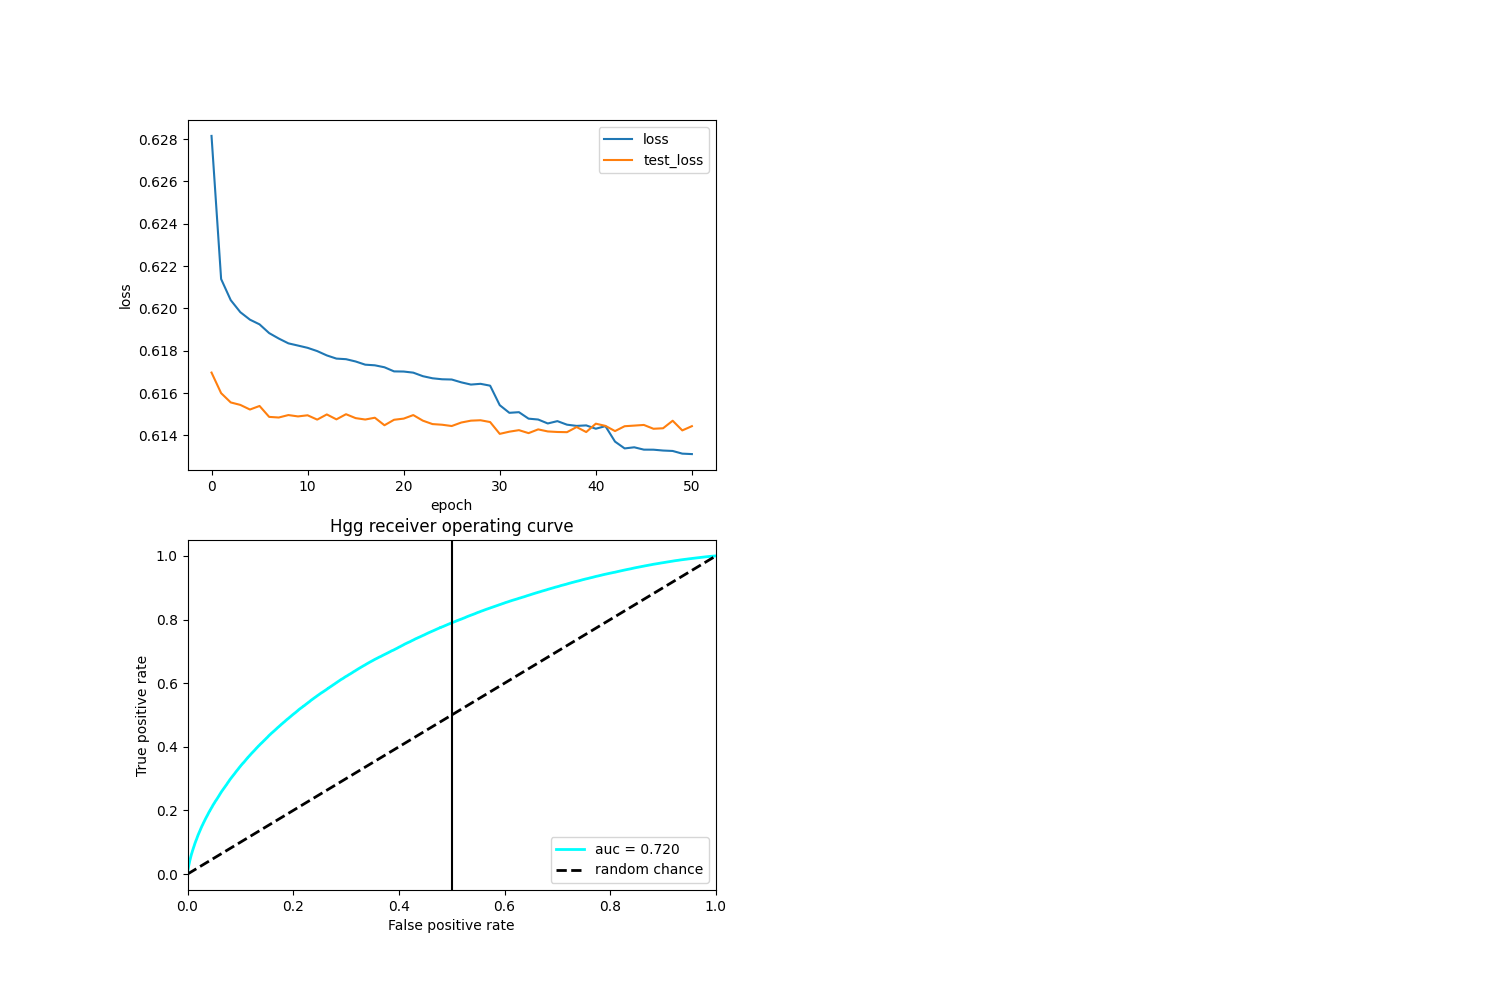 0.628
0.626
0.624
0.622
0.620
0.618
0.616
0.614
loss
loss
test_loss
0 10 20 30 40 50
epoch
Hgg receiver operating curve
1.0
0.8
0.6
0.4
0.2
0.0
True positive rate
auc = 0.720
random chance
0.0 0.2 0.4 0.6 0.8 1.0
False positive rate